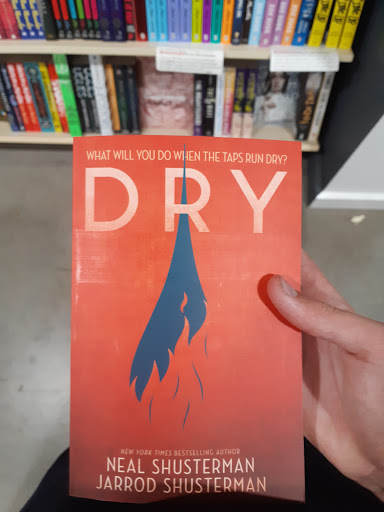 WHAT WILL YOU DO WHEN THE TAPS RUN DRY?
DRY
NEW YORK TIMES BESTSELLING AUTHOR
NEAL SHUSTERMAN
JARROD SHUSTERMAN